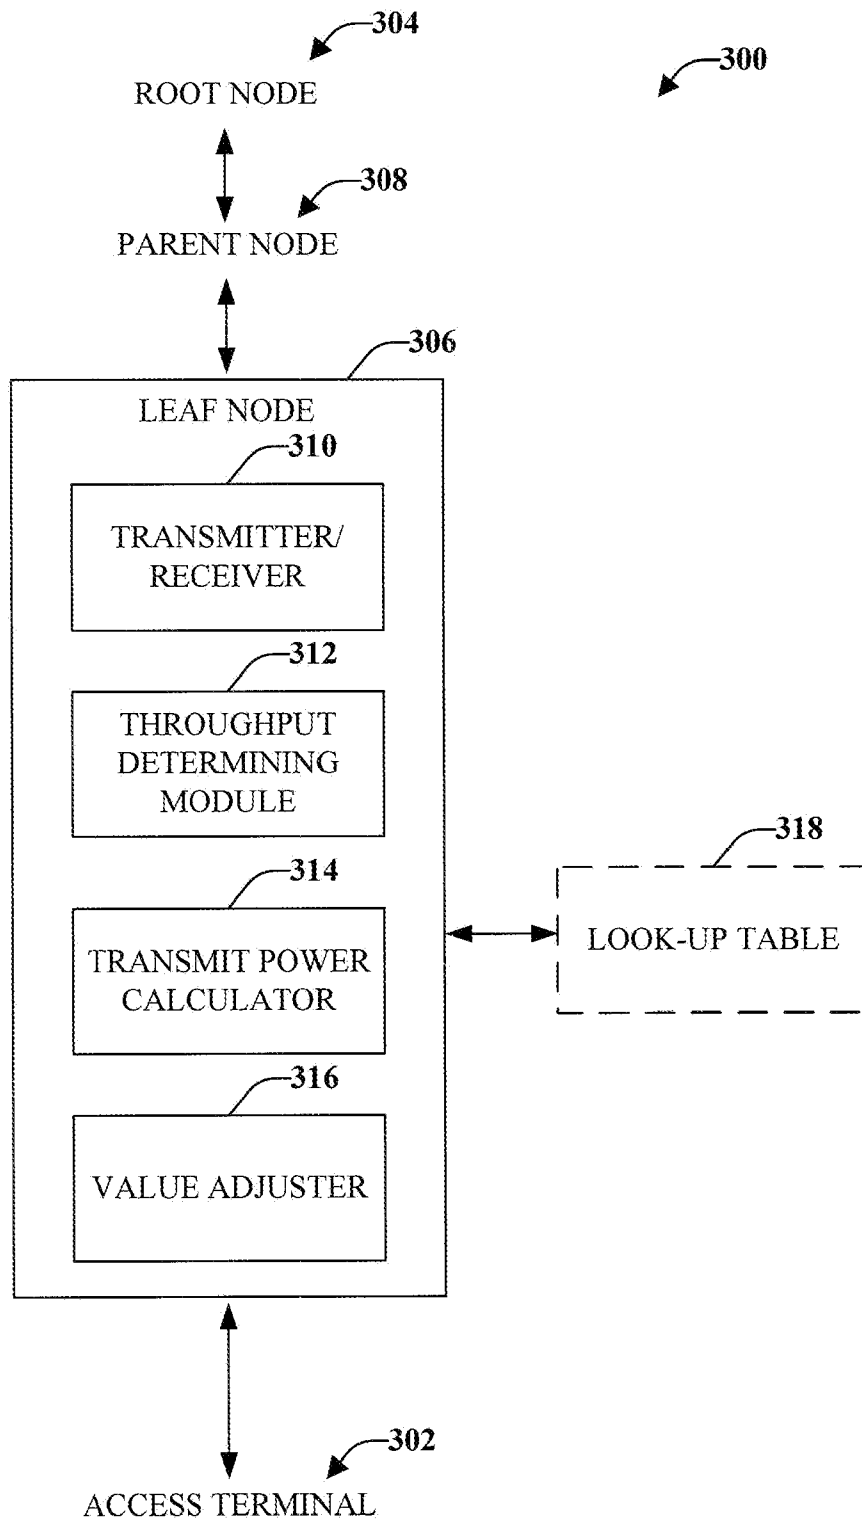 304
300
ROOT NODE
308
PARENT NODE
306
LEAF NODE
310
TRANSMITTER/
RECEIVER
312
THROUGHPUT
DETERMINING
MODULE
318
314
LOOK-UP TABLE
TRANSMIT POWER
CALCULATOR
316
VALUE ADJUSTER
302
ACCESS TERMINAL